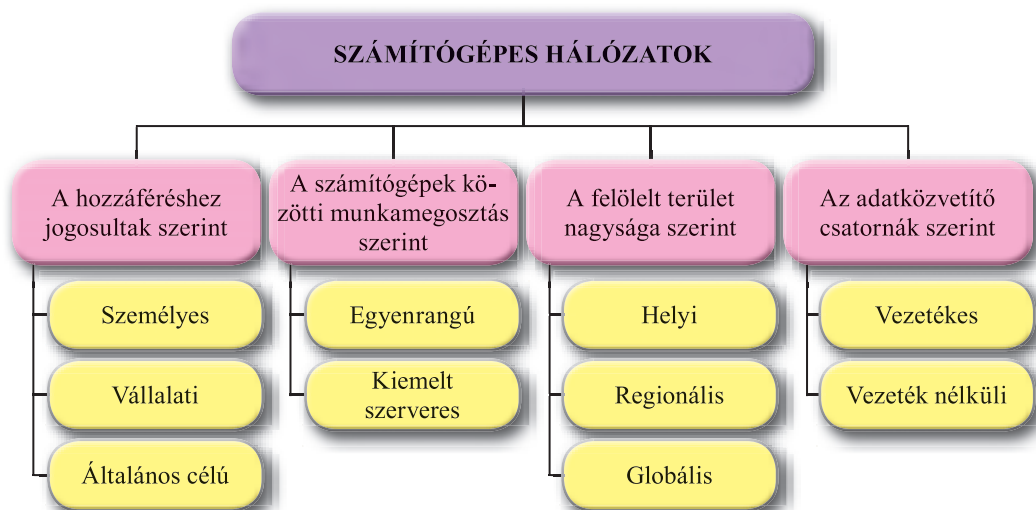 SZÁMÍTÓGÉPES HÁLÓZATOK
A hozzáféréshez
jogosultak szerint
Személyes
Vállalati
Általános célú
A számítógépek kö-
zötti munkamegosztás
szerint
Egyenrangú
Kiemelt
szerveres
A felölelt terület
nagysága szerint
Helyi
Regionális
Globális
Az adatközvetítő
csatornák szerint
Vezetékes
Vezeték nélküli